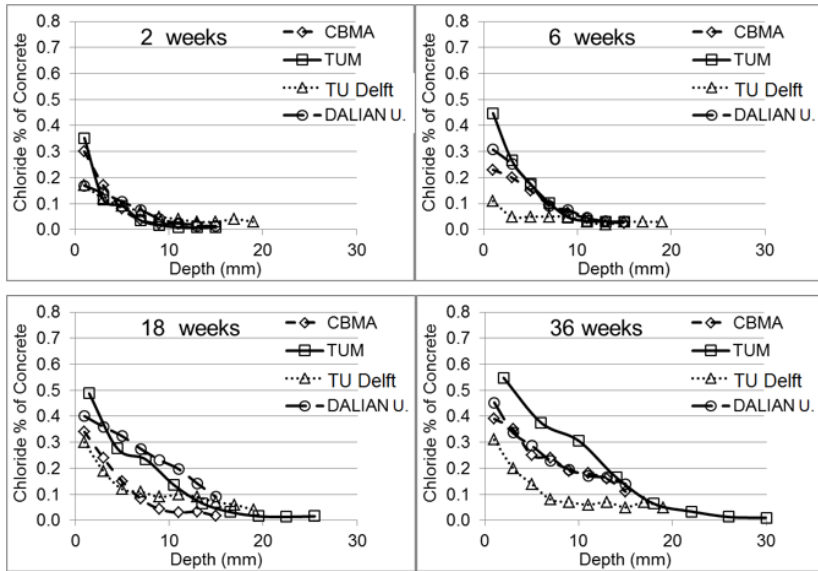 2 weeks
CBMA
TUM
TU Delft
DALIAN U.
Chloride % of Concrete
0.8
0.7
0.6
0.5
0.4
0.3
0.2
0.1
0.0
0 10 20 30
Depth (mm)
6 weeks
CBMA
TUM
TU Delft
DALIAN U.
Chloride % of Concrete
0.8
0.7
0.6
0.5
0.4
0.3
0.2
0.1
0.0
0 10 20 30
Depth (mm)
18 weeks
CBMA
TUM
TU Delft
DALIAN U.
Chloride % of Concrete
0.8
0.7
0.6
0.5
0.4
0.3
0.2
0.1
0.0
0 10 20 30
Depth (mm)
36 weeks
CBMA
TUM
TU Delft
DALIAN U.
Chloride % of Concrete
0.8
0.7
0.6
0.5
0.4
0.3
0.2
0.1
0.0
0 10 20 30
Depth (mm)